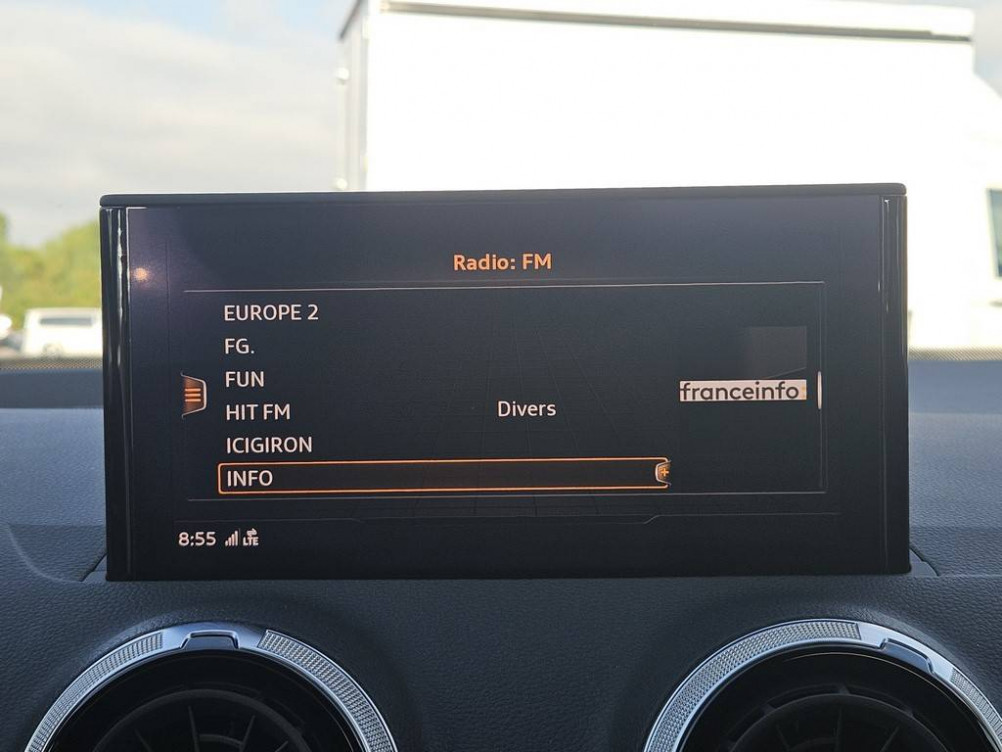 Radio: FM
EUROPE 2
FG.
FUN
HIT FM
Divers
franceinfo
ICIGIRON
INFO
8:55 LTE